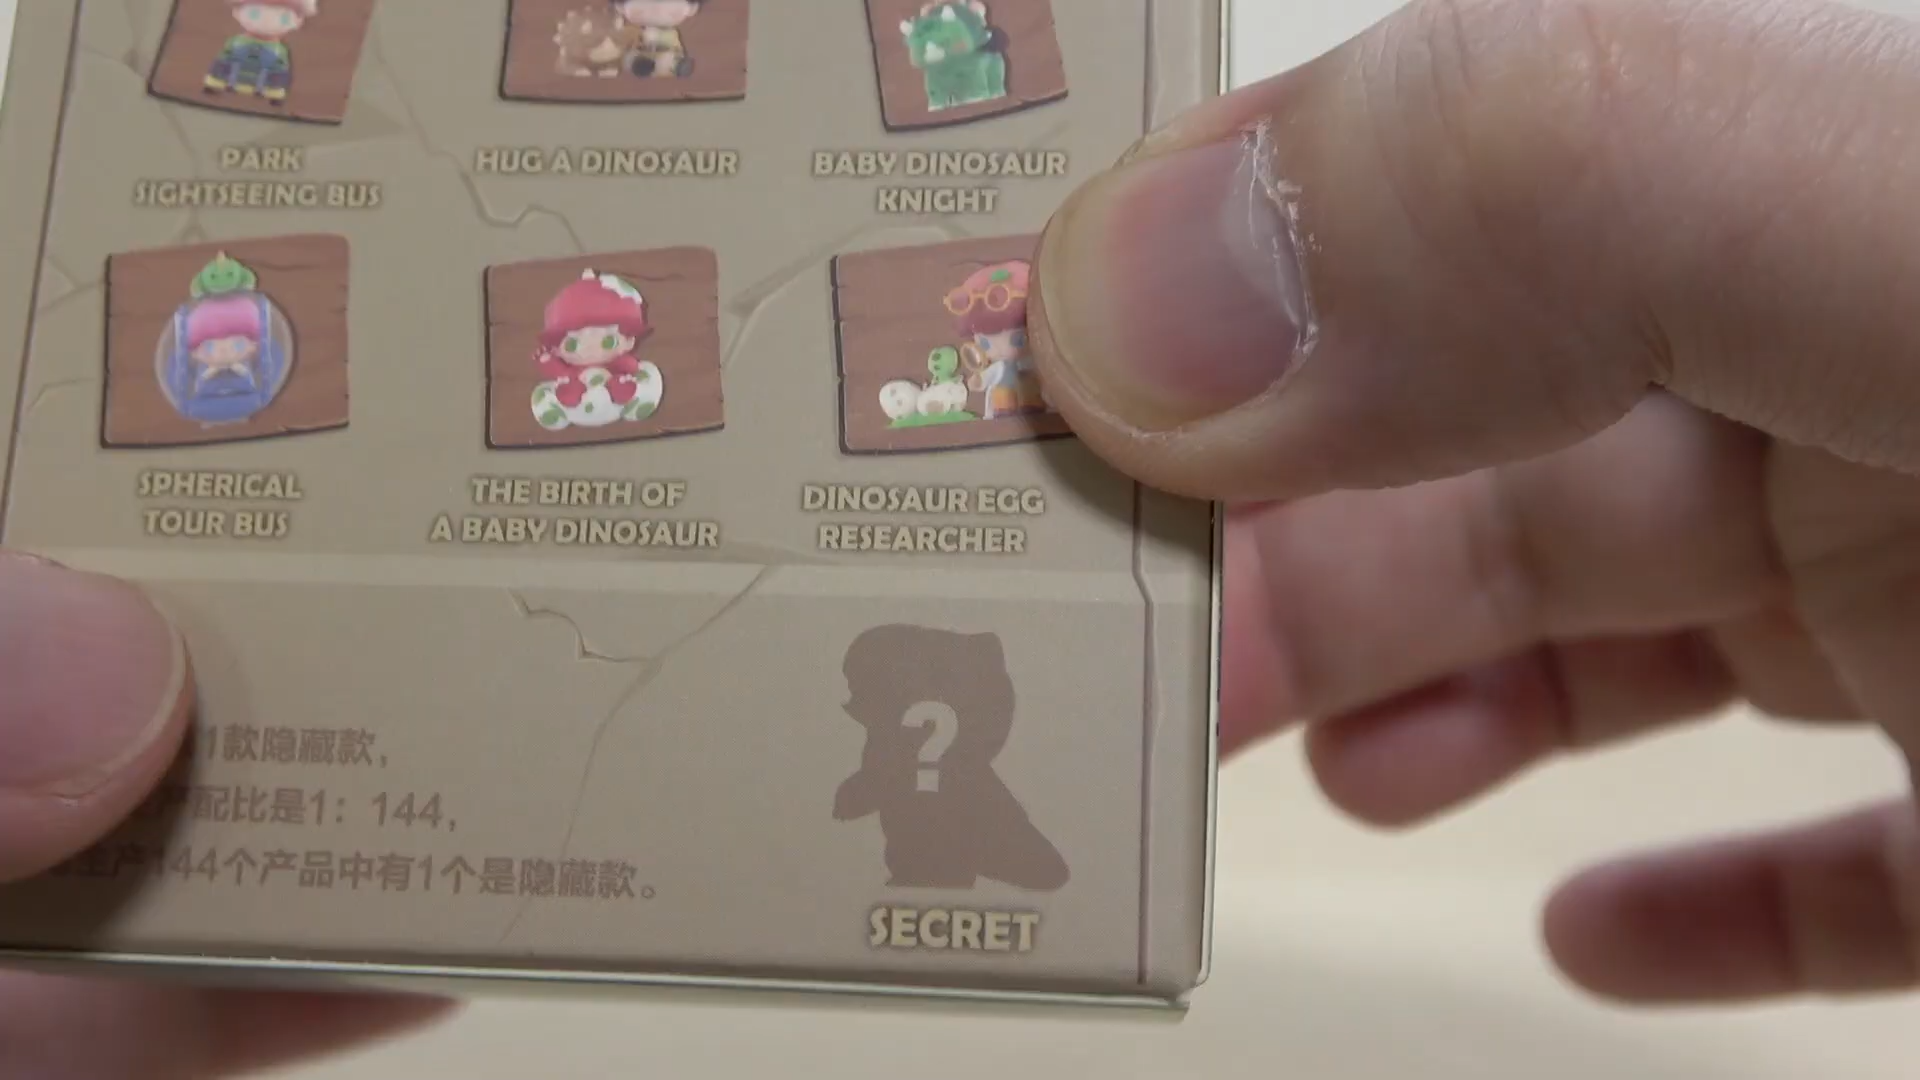 PARK
SIGHTSEEING BUS
HUG A DINOSAUR
BABY DINOSAUR
KNIGHT
SPHERICAL
TOUR BUS
THE BIRTH OF
A BABY DINOSAUR
DINOSAUR EGG
RESEARCHER
1款隐藏款,
配比是1：144,
生产144个产品中有1个是隐藏款。
?
SECRET